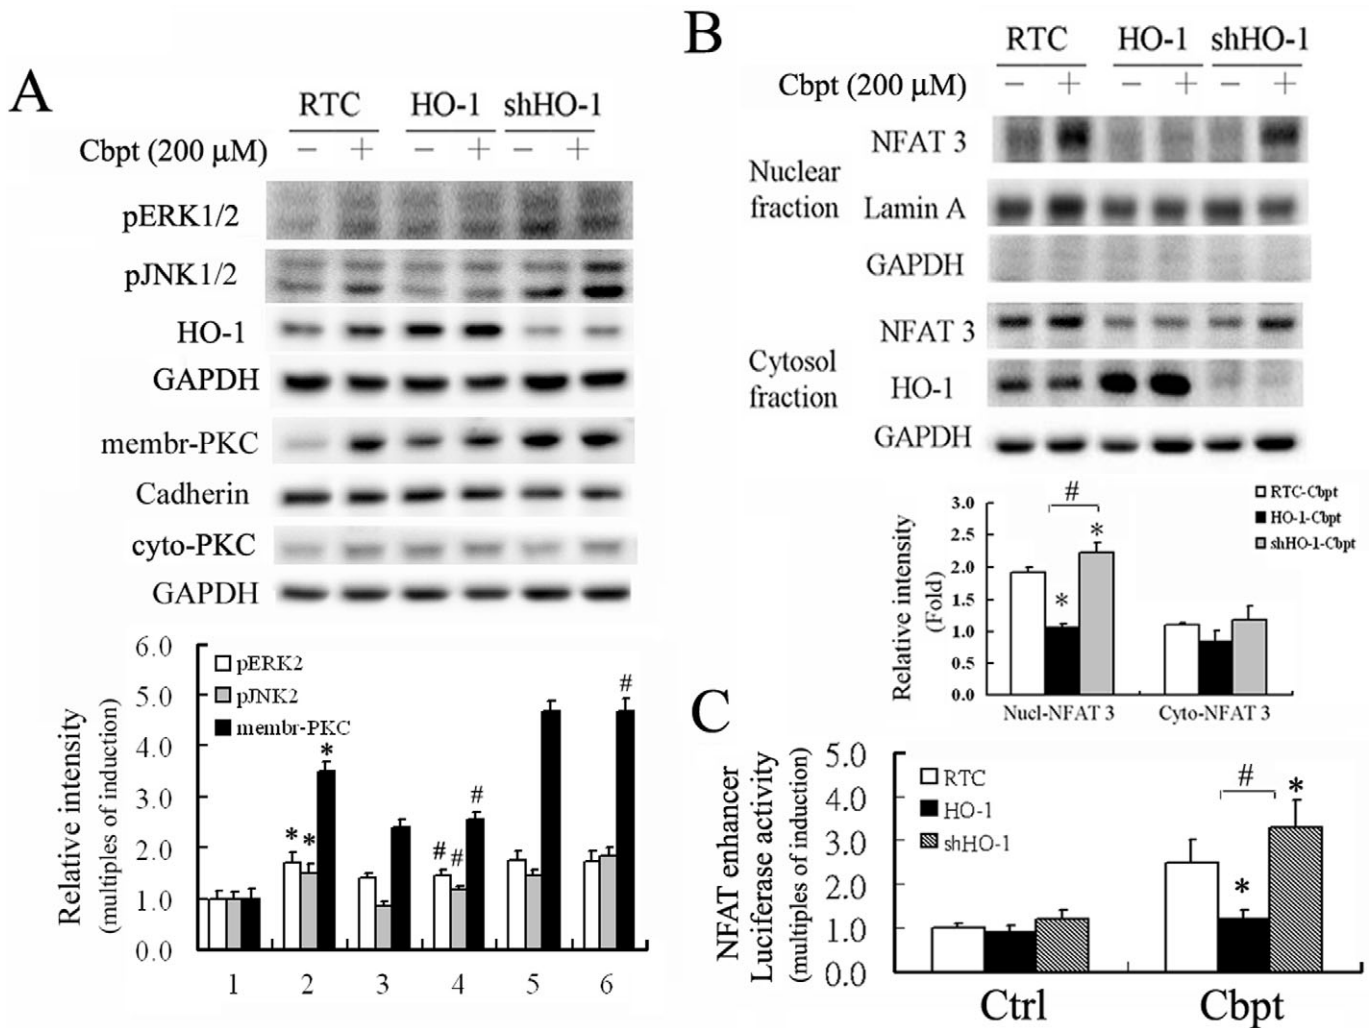 A
RTC HO-1 shHO-1
Cbpt (200 μM) − + − + − +
pERK1/2
pJNK1/2
HO-1
GAPDH
membr-PKC
Cadherin
cyto-PKC
GAPDH
Relative intensity
(multiples of induction)
6.0
5.0
4.0
3.0
2.0
1.0
0.0
pERK2
pJNK2
membr-PKC
* * * # # # #
1 2 3 4 5 6
B
RTC HO-1 shHO-1
Cbpt (200 μM) − + − + − +
Nuclear
fraction
NFAT 3
Lamin A
GAPDH
Cytosol
fraction
NFAT 3
HO-1
GAPDH
Relative intensity
(Fold)
3.0
2.5
2.0
1.5
1.0
0.5
0.0
RTC-Cbpt
HO-1-Cbpt
shHO-1-Cbpt
#
* *
Nucl-NFAT 3 Cyto-NFAT 3
C
NFAT enhancer
Luciferase activity
(multiples of induction)
5.0
4.0
3.0
2.0
1.0
0.0
RTC
HO-1
shHO-1
#
* *
Ctrl Cbpt